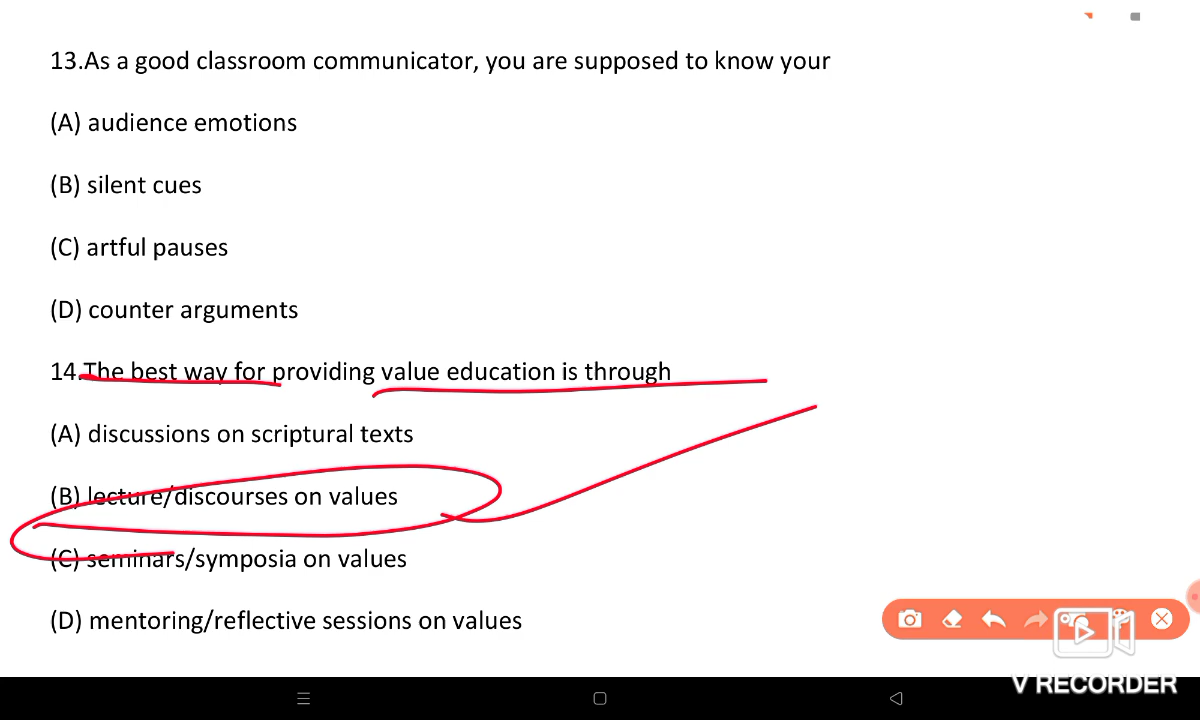 13.As a good classroom communicator, you are supposed to know your
(A) audience emotions
(B) silent cues
(C) artful pauses
(D) counter arguments
14.The best way for providing value education is through
(A) discussions on scriptural texts
(B) lecture/discourses on values
(C) seminars/symposia on values
(D) mentoring/reflective sessions on values
V RECORDER